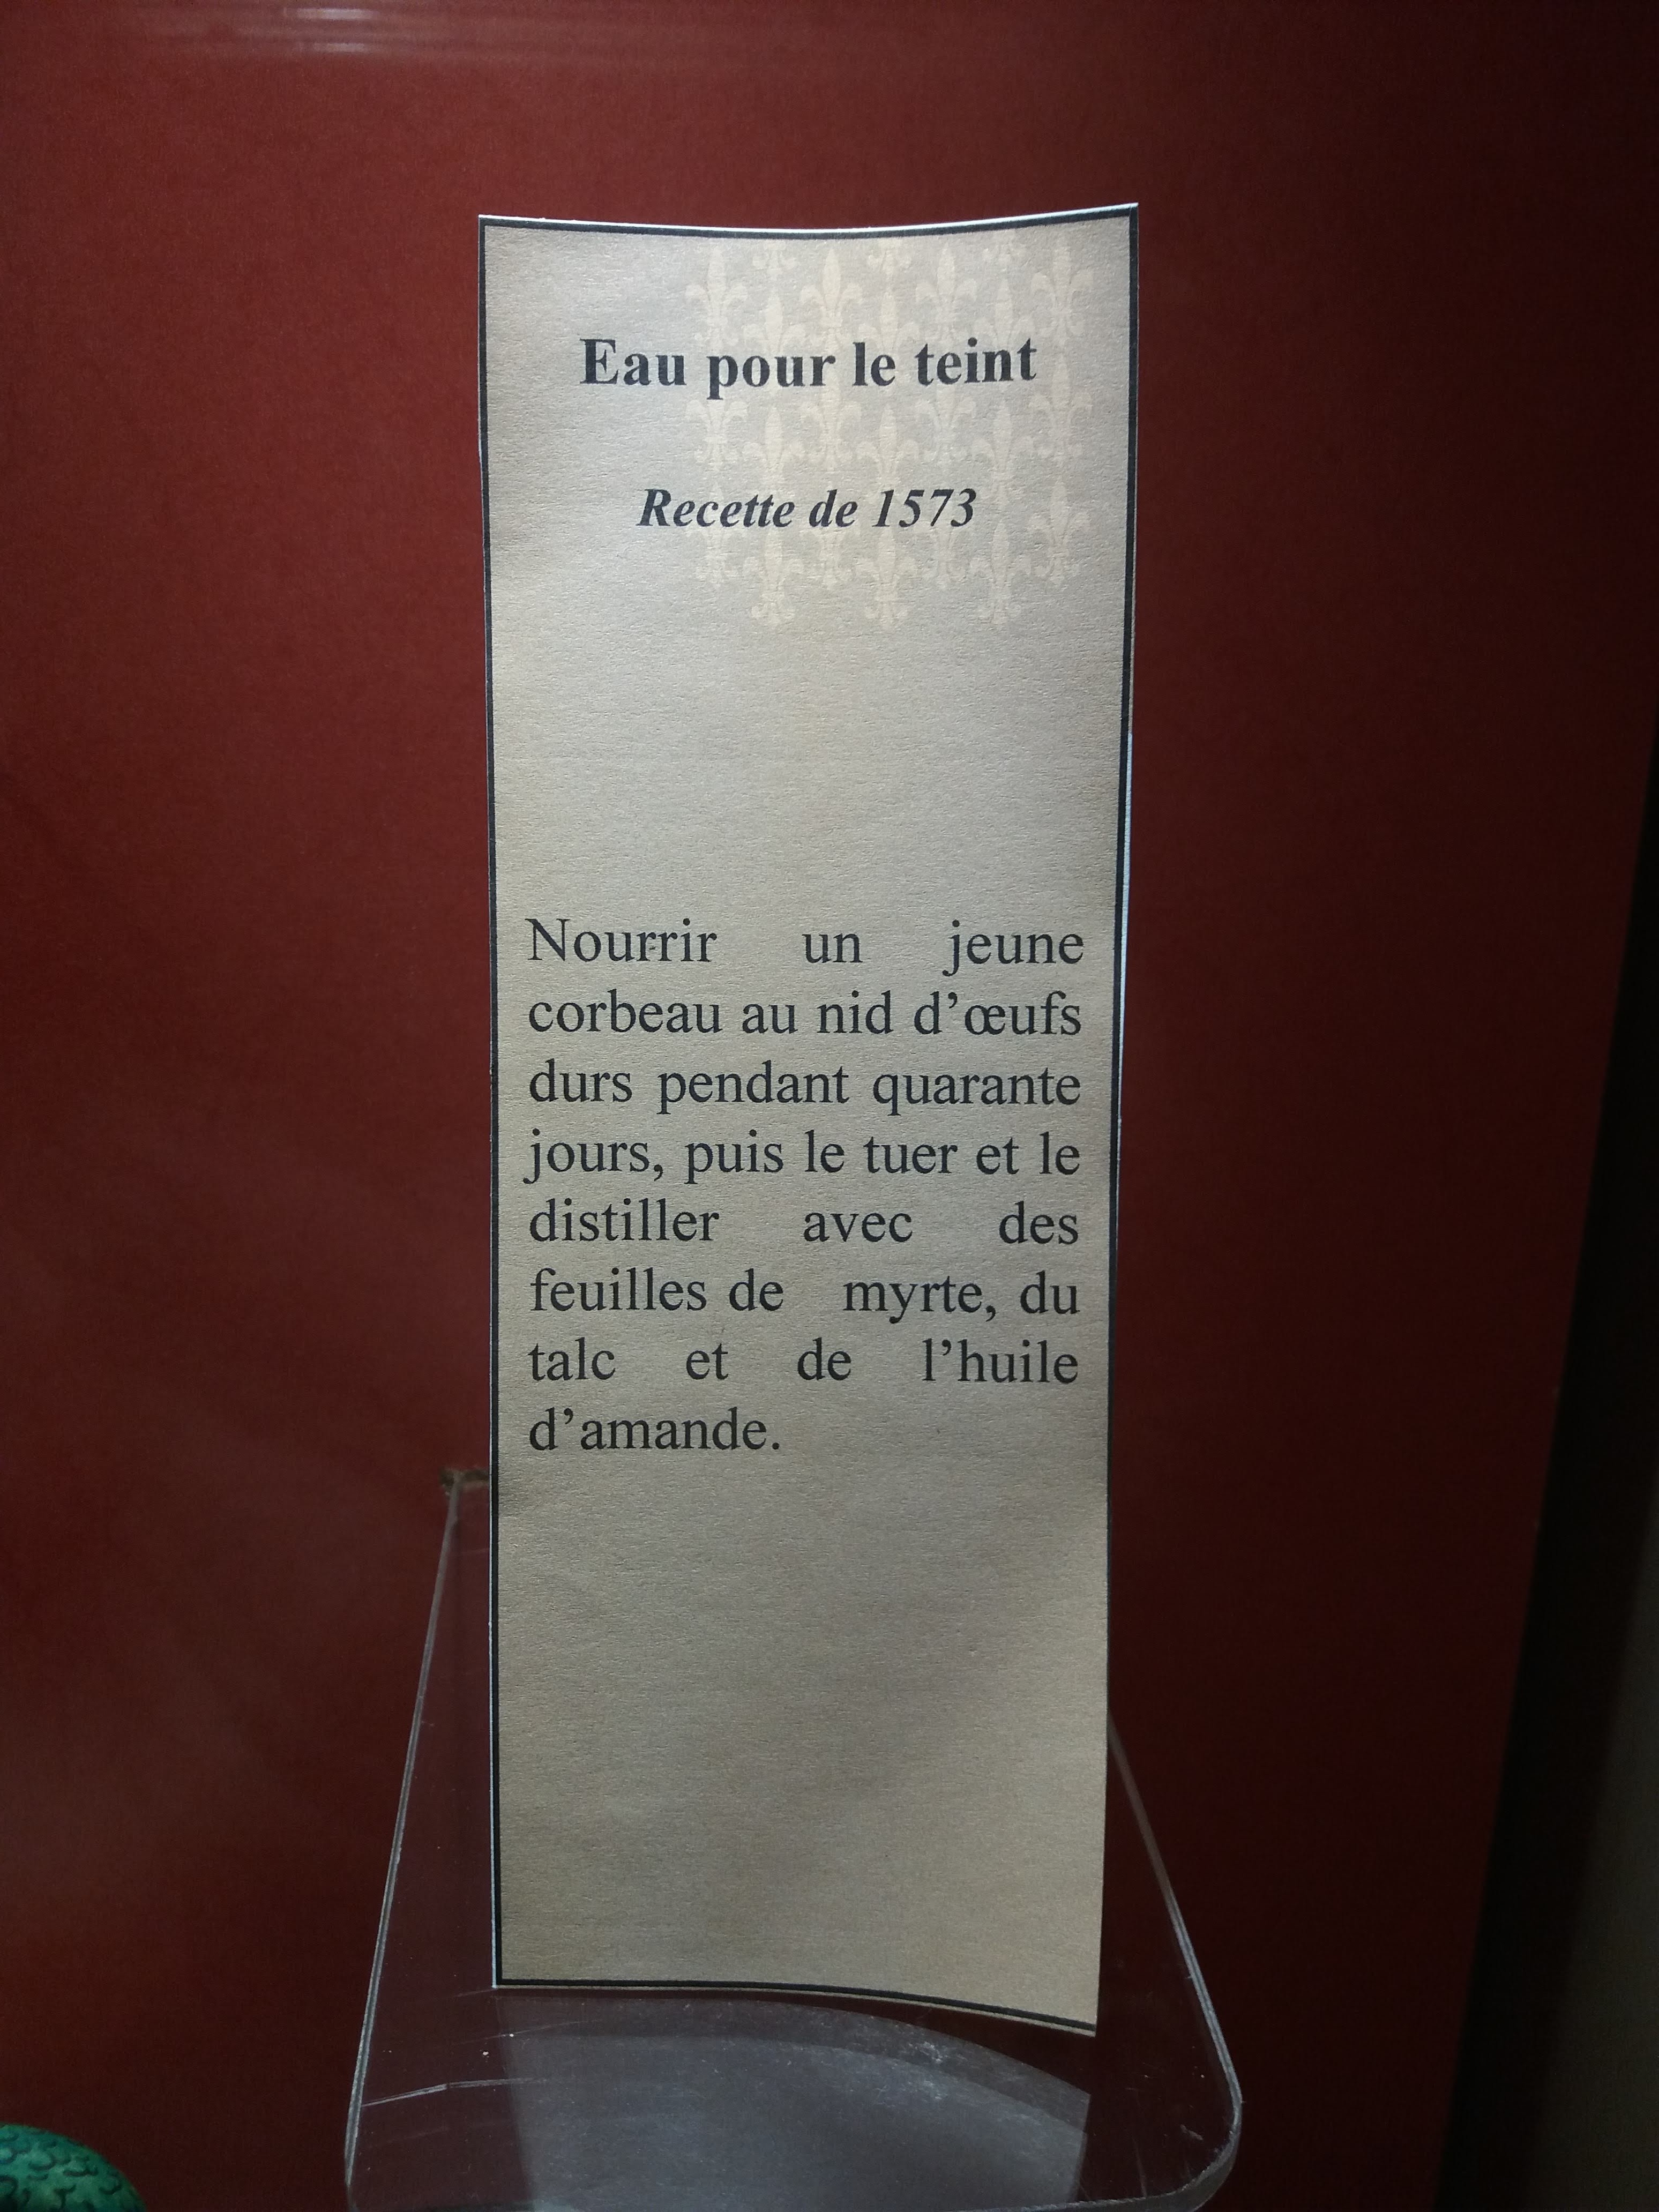 Eau pour le teint
Recette de 1573
Nourrir un jeune
corbeau au nid d’œufs
durs pendant quarante
jours, puis le tuer et le
distiller avec des
feuilles de myrte, du
talc et de l’huile
d’amande.